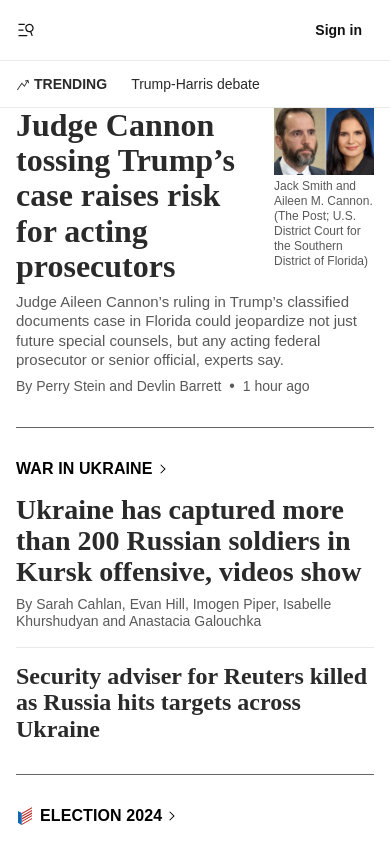 Sign in
TRENDING Trump-Harris debate
Judge Cannon
tossing Trump’s
case raises risk
for acting
prosecutors
Jack Smith and
Aileen M. Cannon.
(The Post; U.S.
District Court for
the Southern
District of Florida)
Judge Aileen Cannon’s ruling in Trump’s classified
documents case in Florida could jeopardize not just
future special counsels, but any acting federal
prosecutor or senior official, experts say.
By Perry Stein and Devlin Barrett • 1 hour ago
WAR IN UKRAINE
Ukraine has captured more
than 200 Russian soldiers in
Kursk offensive, videos show
By Sarah Cahlan, Evan Hill, Imogen Piper, Isabelle
Khurshudyan and Anastacia Galouchka
Security adviser for Reuters killed
as Russia hits targets across
Ukraine
ELECTION 2024